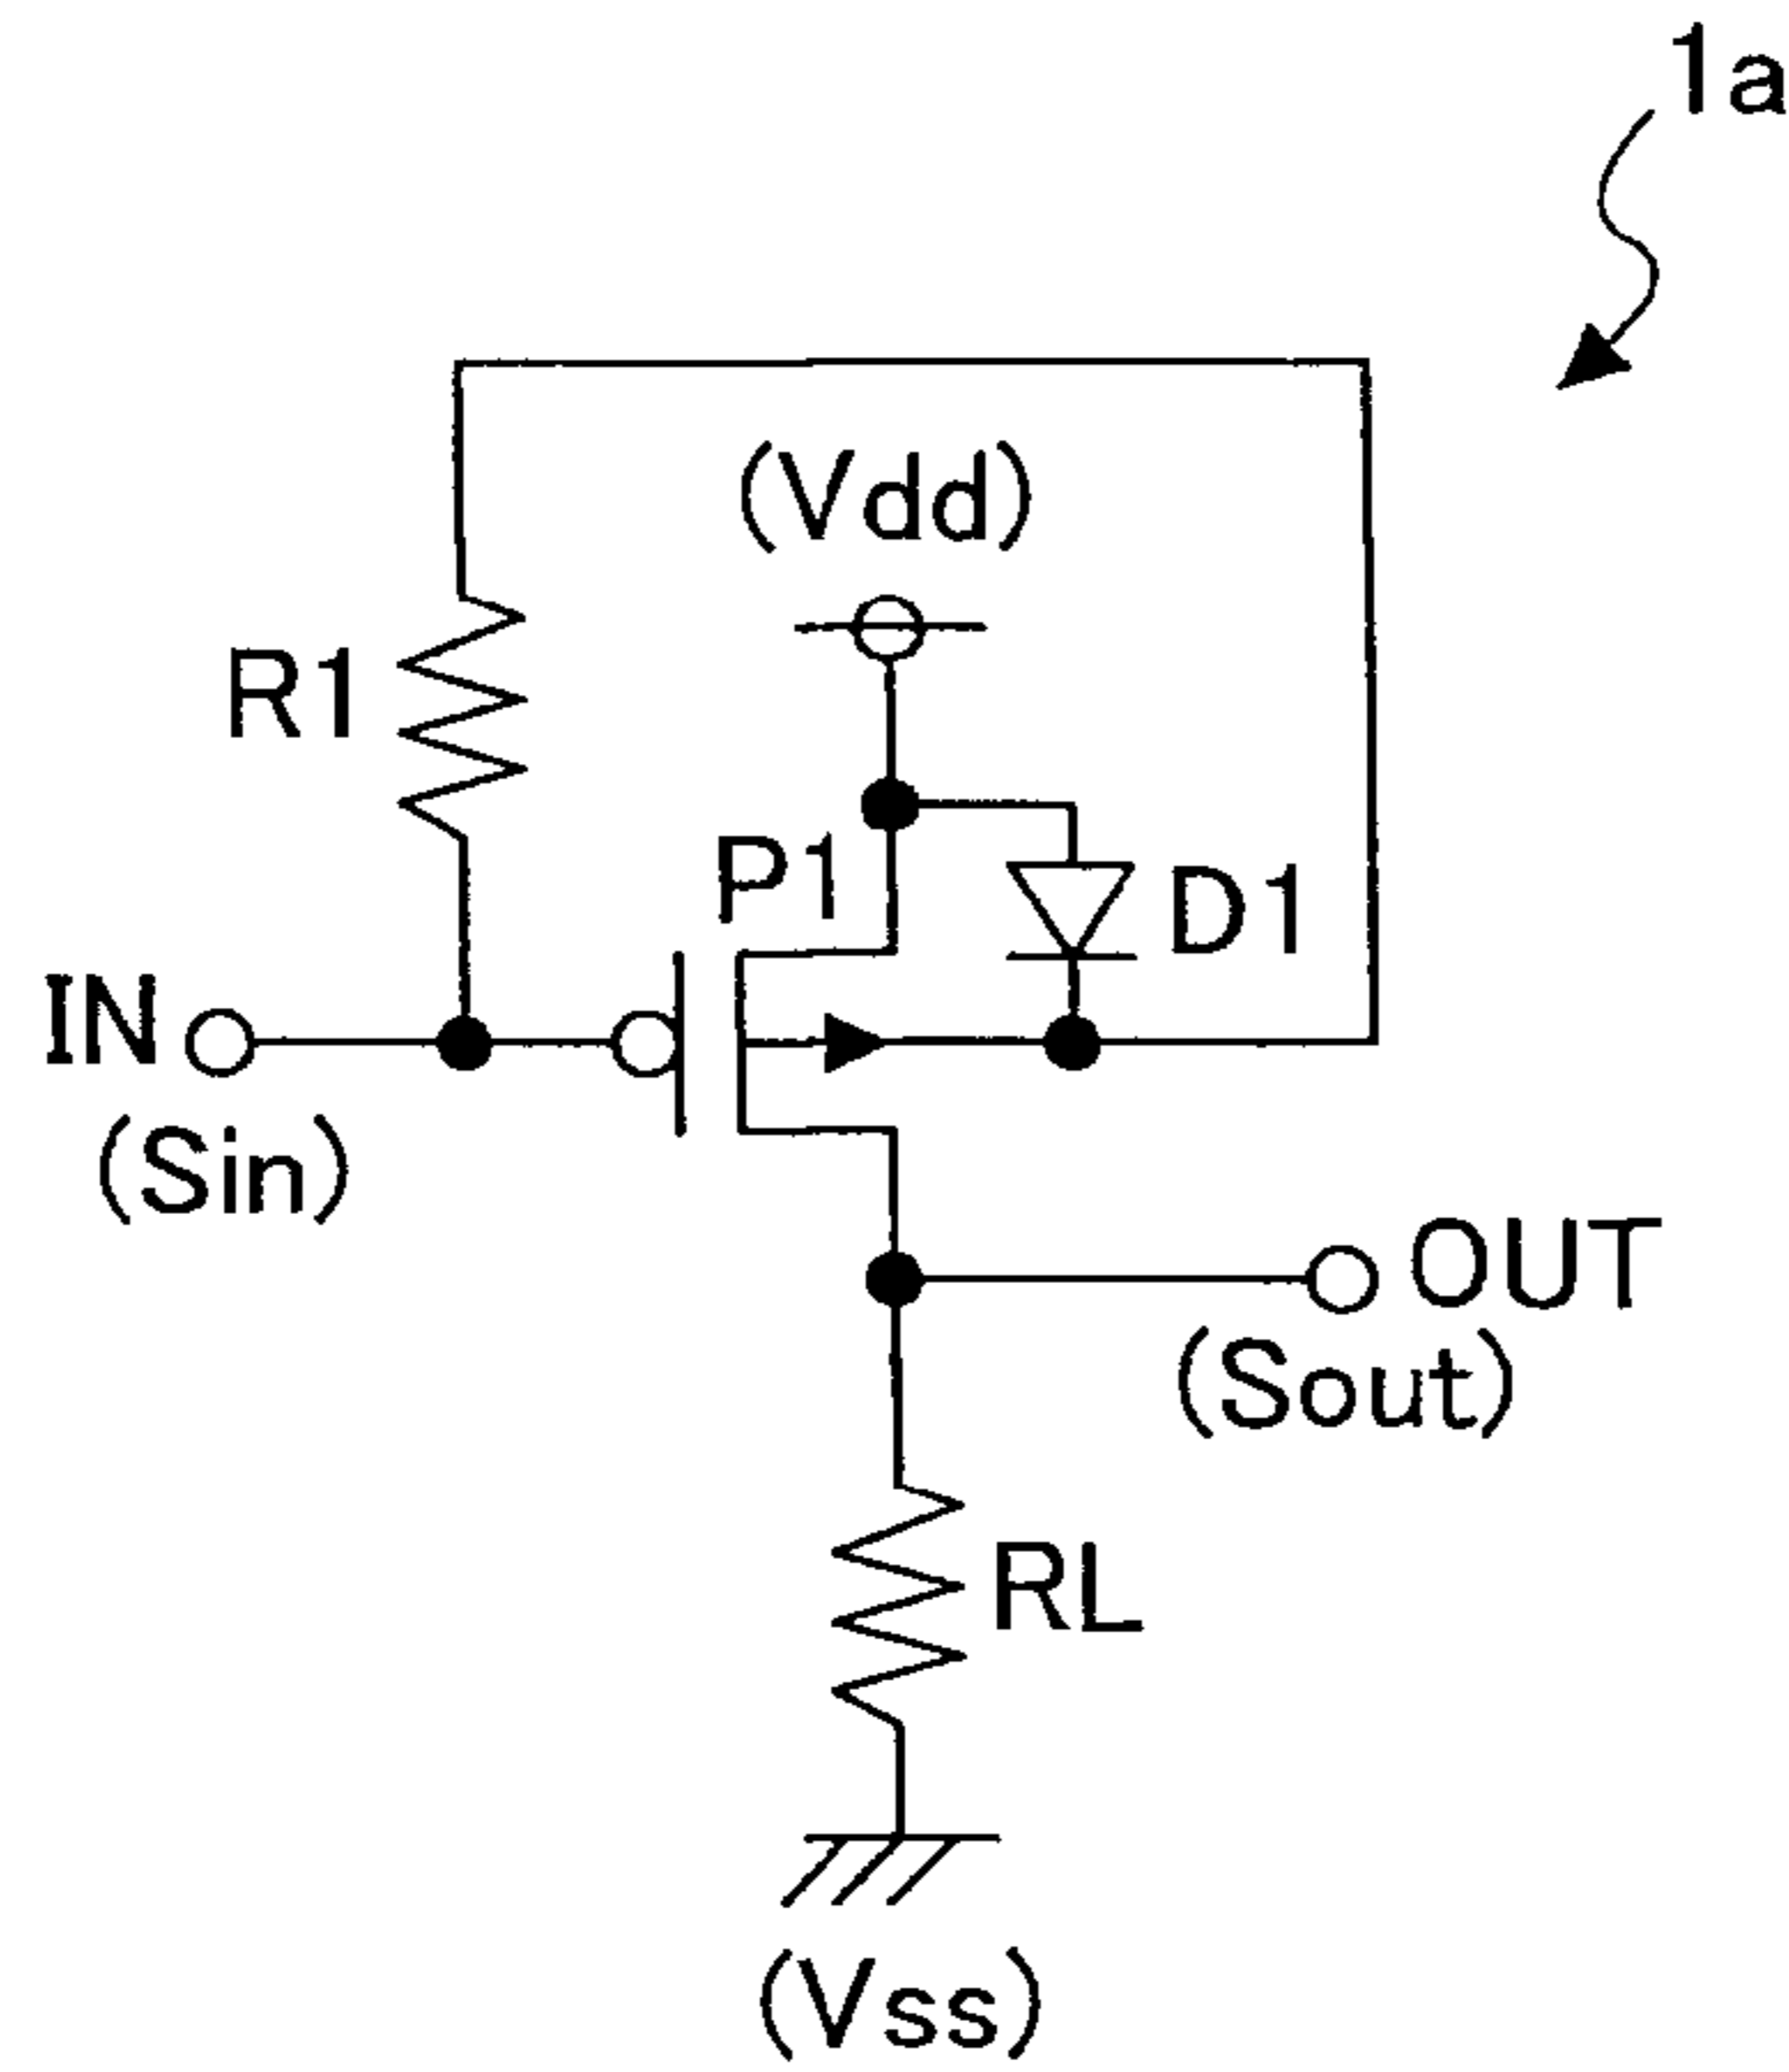 1a
(Vdd)
R1
P1
D1
IN
(Sin)
OUT
(Sout)
RL
(Vss)